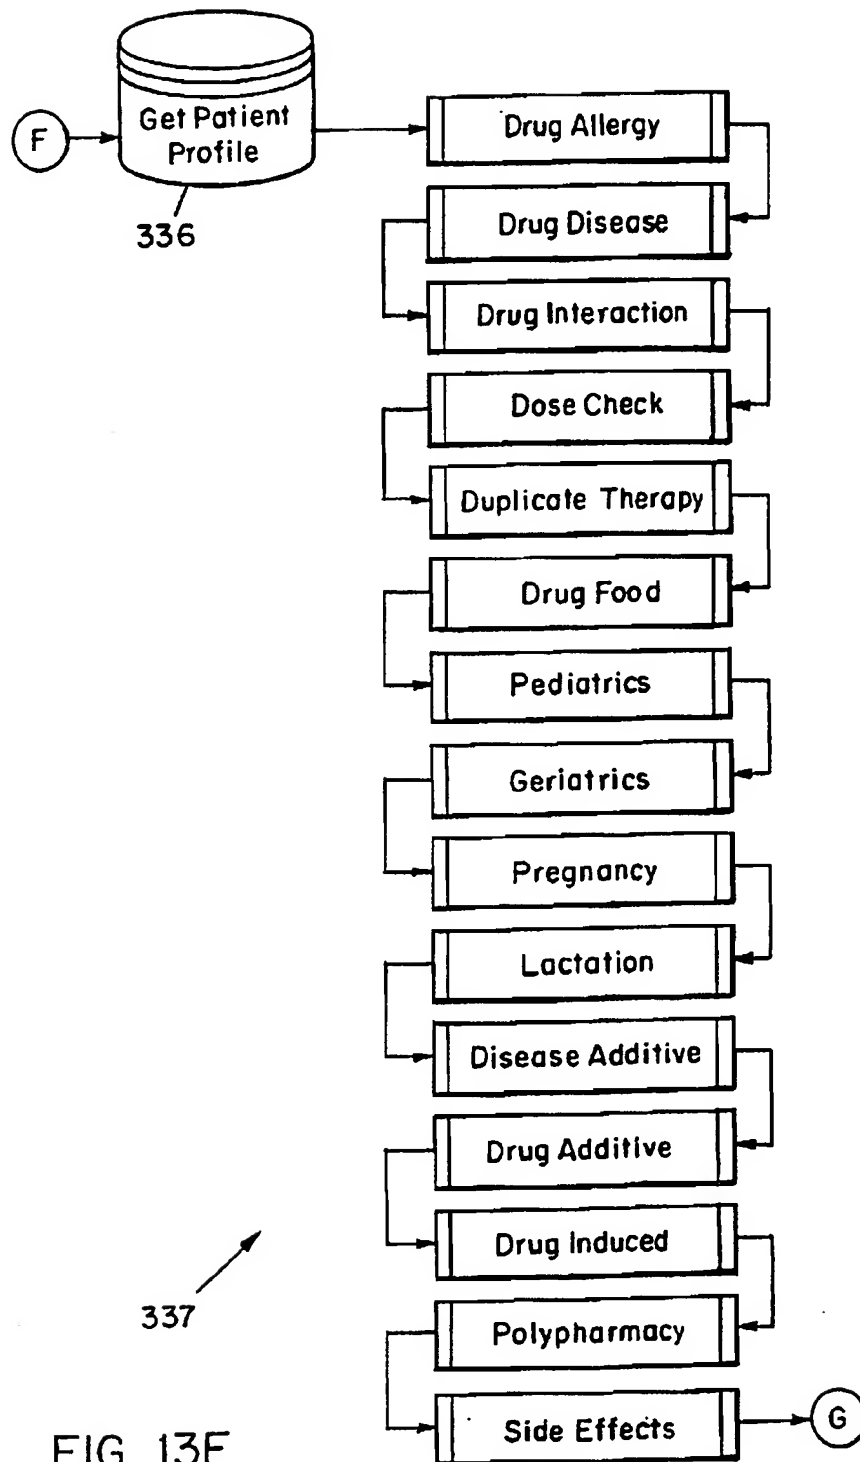 F
Get Patient
Profile
336
Drug Allergy
Drug Disease
Drug Interaction
Dose Check
Duplicate Therapy
Drug Food
Pediatrics
Geriatrics
Pregnancy
Lactation
Disease Additive
Drug Additive
Drug Induced
337
Polypharmacy
Side Effects
G
FIG. 13F